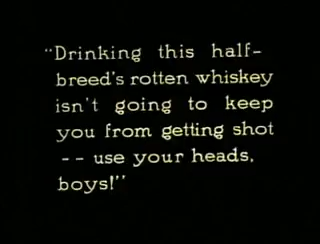 "Drinking this half-
breed's rotten whiskey
isn't going to keep
you from getting shot
-- use your heads,
boys!"